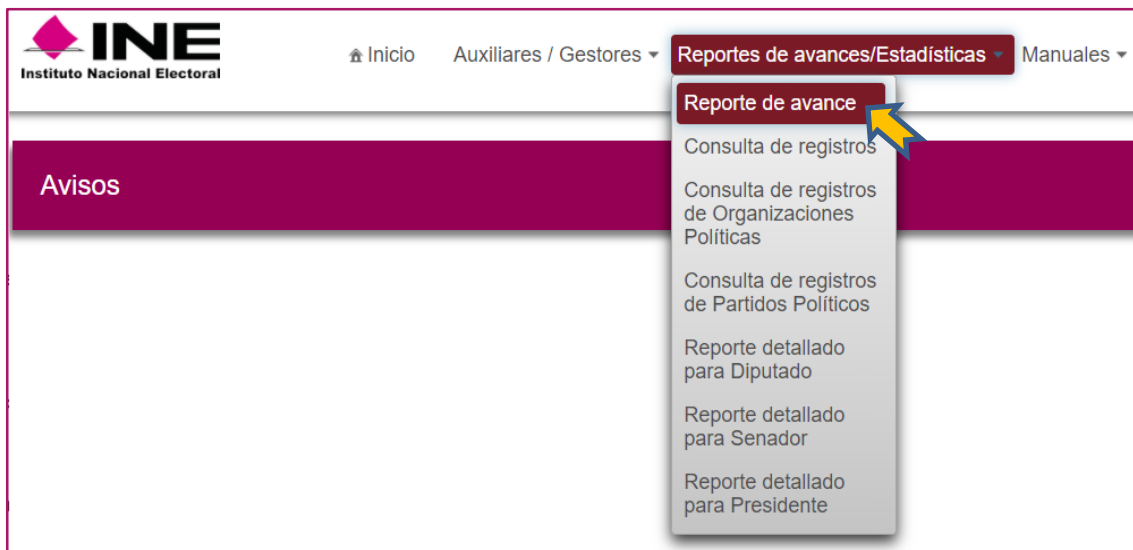 INE
Instituto Nacional Electoral
Inicio Auxiliares / Gestores Reportes de avances/Estadísticas Manuales
Reporte de avance
Consulta de registros
Avisos
Consulta de registros
de Organizaciones
Políticas
Consulta de registros
de Partidos Políticos
Reporte detallado
para Diputado
Reporte detallado
para Senador
Reporte detallado
para Presidente